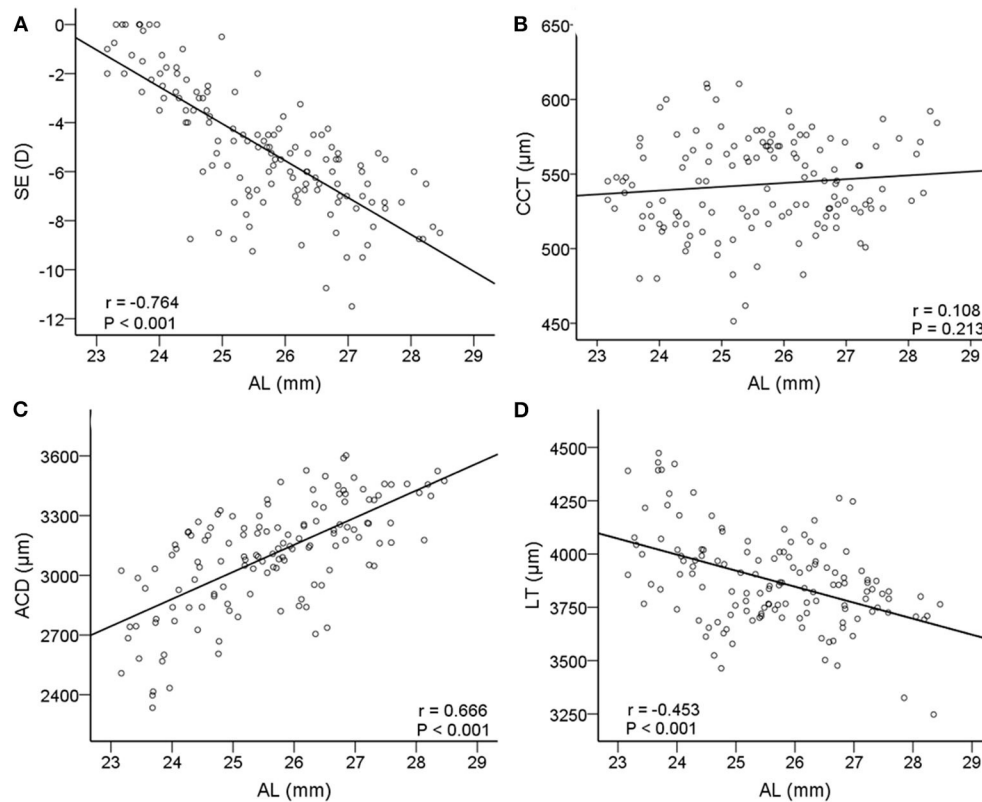 A
0
-2
-4
-6
-8
-10
-12
SE (D)
r = -0.764
P < 0.001
23 24 25 26 27 28 29
AL (mm)
B
650
600
550
500
450
CCT (µm)
r = 0.108
P = 0.213
23 24 25 26 27 28 29
AL (mm)
C
3600
3300
3000
2700
2400
ACD (µm)
r = 0.666
P < 0.001
23 24 25 26 27 28 29
AL (mm)
D
4500
4250
4000
3750
3500
3250
LT (µm)
r = -0.453
P < 0.001
23 24 25 26 27 28 29
AL (mm)